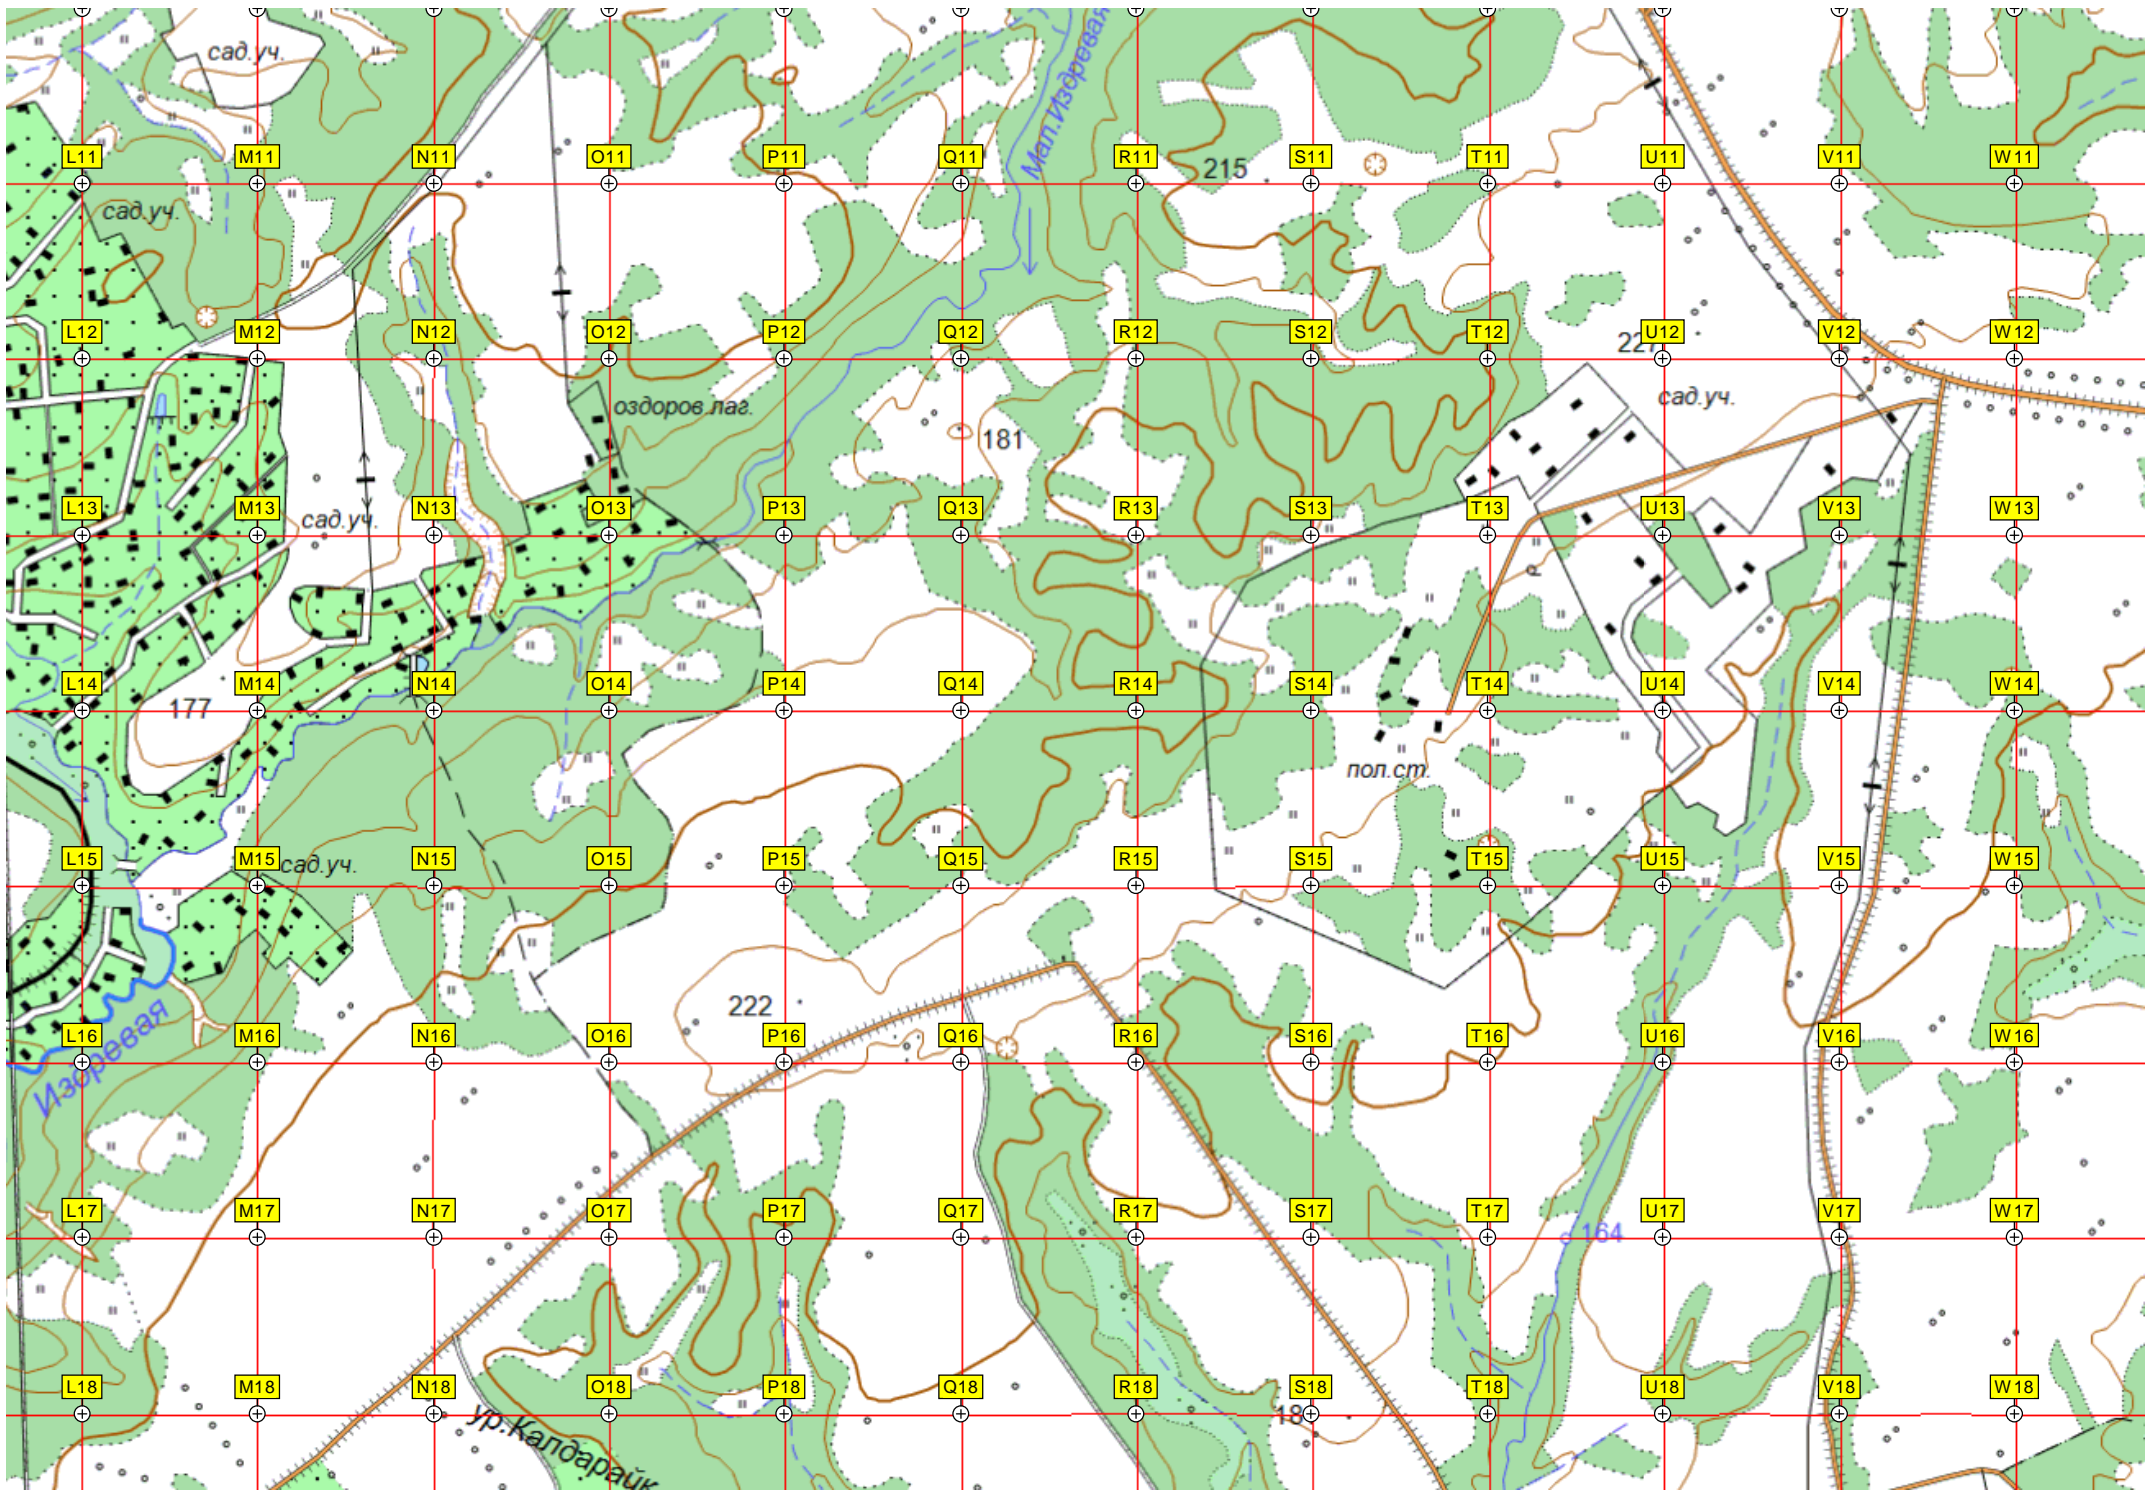 сад.уч.
Мал.Издревая
L11 M11 N11 O11 P11 Q11 R11 S11 T11 U11 V11 W11
215
сад.уч.
L12 M12 N12 O12 P12 Q12 R12 S12 T12 U12 V12 W12
227
сад.уч.
оздоров.лаг.
181
L13 M13 N13 O13 P13 Q13 R13 S13 T13 U13 V13 W13
сад.уч.
L14 M14 N14 O14 P14 Q14 R14 S14 T14 U14 V14 W14
177
пол.ст.
L15 M15 N15 O15 P15 Q15 R15 S15 T15 U15 V15 W15
сад.уч.
222
L16 M16 N16 O16 P16 Q16 R16 S16 T16 U16 V16 W16
Издревая
L17 M17 N17 O17 P17 Q17 R17 S17 T17 U17 V17 W17
164
L18 M18 N18 O18 P18 Q18 R18 S18 T18 U18 V18 W18
ур.Калдарайк